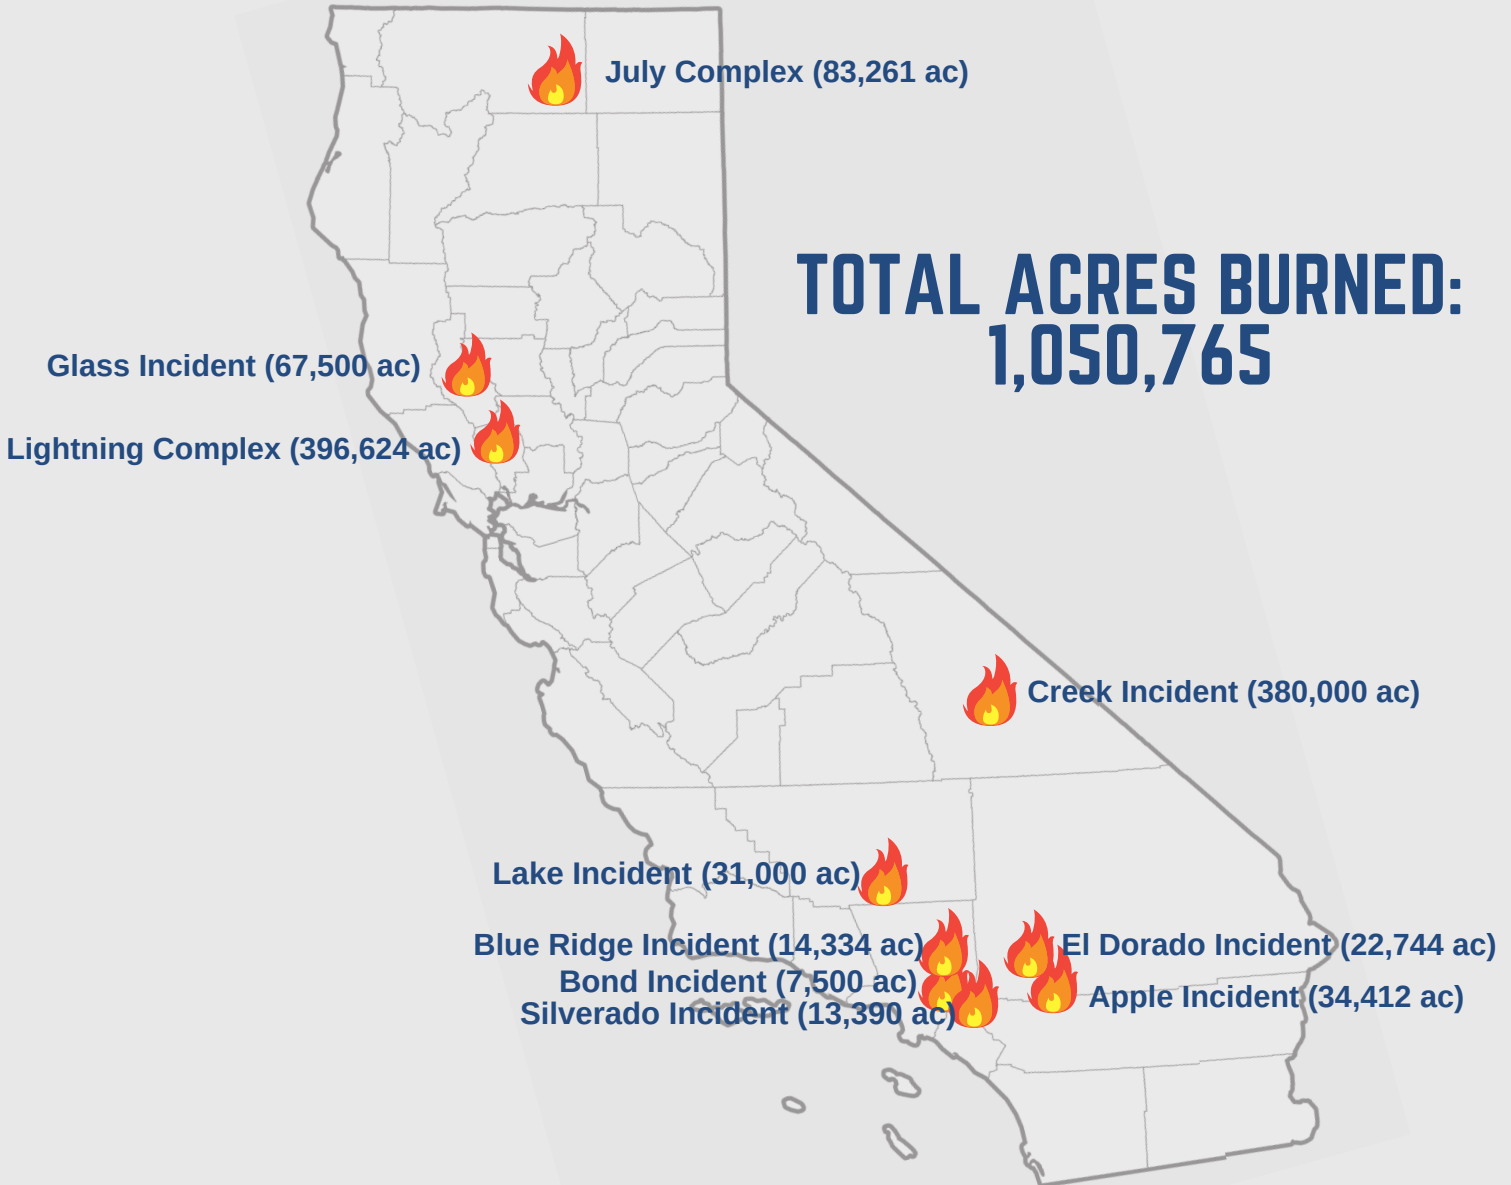 July Complex (83,261 ac)
TOTAL ACRES BURNED:
1,050,765
Glass Incident (67,500 ac)
Lightning Complex (396,624 ac)
Creek Incident (380,000 ac)
Lake Incident (31,000 ac)
Blue Ridge Incident (14,334 ac)
El Dorado Incident (22,744 ac)
Bond Incident (7,500 ac)
Apple Incident (34,412 ac)
Silverado Incident (13,390 ac)